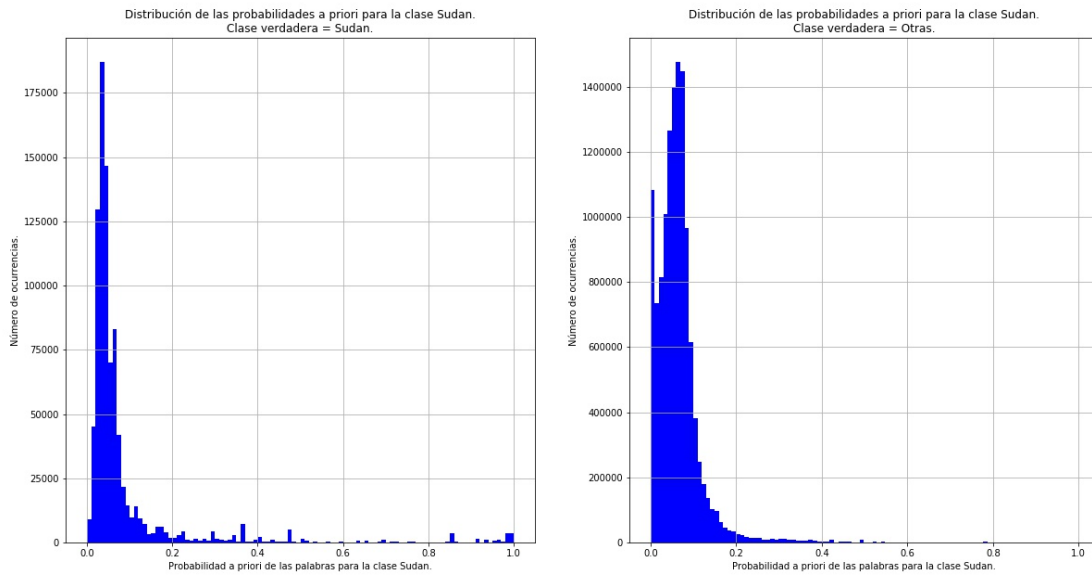 Distribución de las probabilidades a priori para la clase Sudan.
Clase verdadera = Sudan.
Número de ocurrencias.
175000
150000
125000
100000
75000
50000
25000
0
0.0 0.2 0.4 0.6 0.8 1.0
Probabilidad a priori de las palabras para la clase Sudan.
Distribución de las probabilidades a priori para la clase Sudan.
Clase verdadera = Otras.
Número de ocurrencias.
1400000
1200000
1000000
800000
600000
400000
200000
0
0.0 0.2 0.4 0.6 0.8 1.0
Probabilidad a priori de las palabras para la clase Sudan.